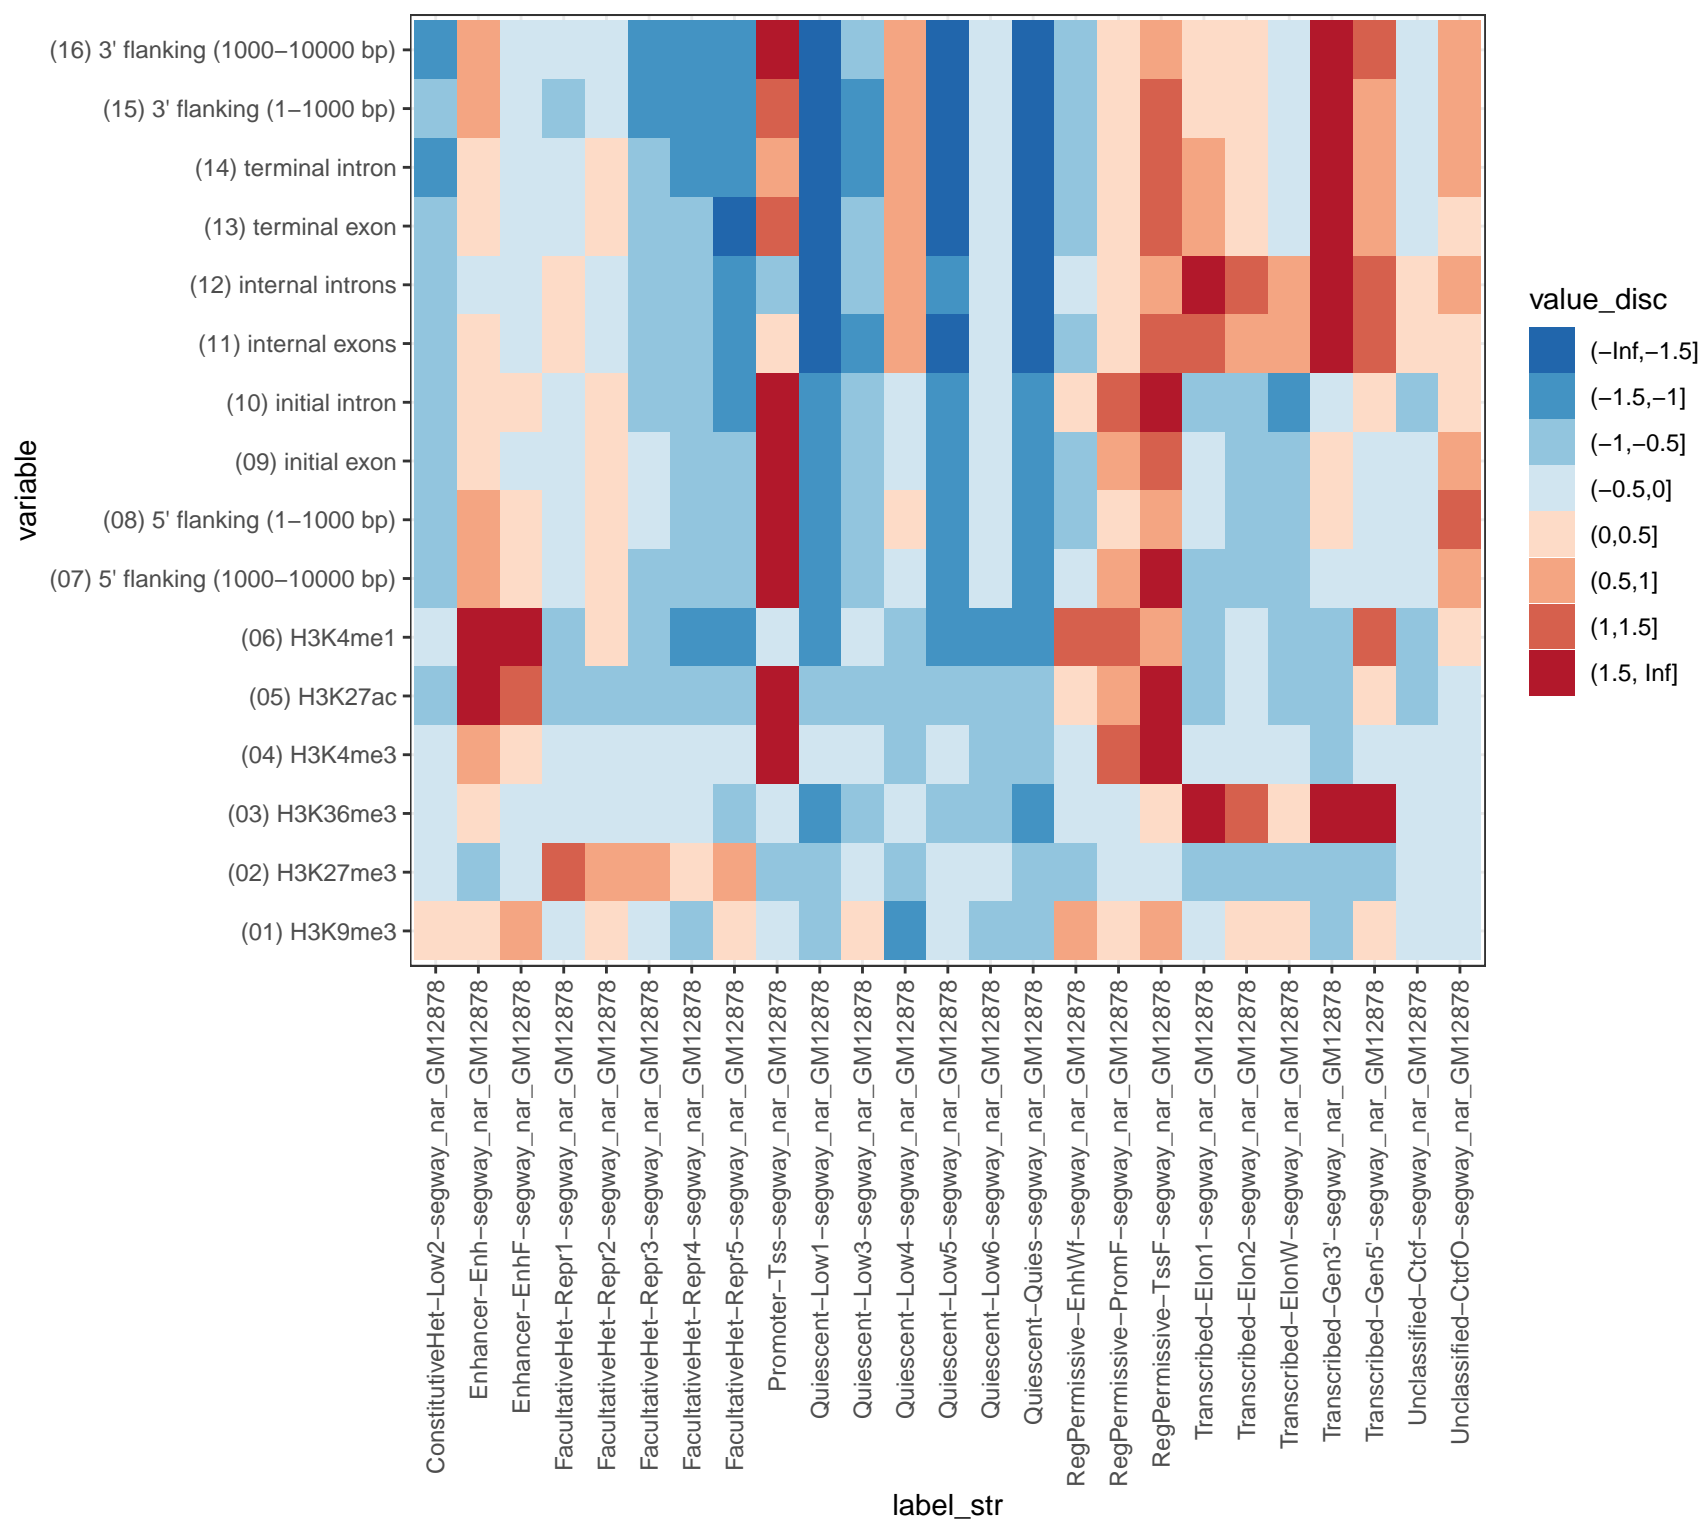 (16) 3' flanking (1000−10000 bp)
(15) 3' flanking (1−1000 bp)
(14) terminal intron
(13) terminal exon
(12) internal introns
(11) internal exons
(10) initial intron
(09) initial exon
(08) 5' flanking (1−1000 bp)
(07) 5' flanking (1000−10000 bp)
(06) H3K4me1
(05) H3K27ac
(04) H3K4me3
(03) H3K36me3
(02) H3K27me3
(01) H3K9me3
variable
ConstitutiveHet−Low2−segway_nar_GM12878
Enhancer−Enh−segway_nar_GM12878
Enhancer−EnhF−segway_nar_GM12878
FacultativeHet−Repr1−segway_nar_GM12878
FacultativeHet−Repr2−segway_nar_GM12878
FacultativeHet−Repr3−segway_nar_GM12878
FacultativeHet−Repr4−segway_nar_GM12878
FacultativeHet−Repr5−segway_nar_GM12878
Promoter−Tss−segway_nar_GM12878
Quiescent−Low1−segway_nar_GM12878
Quiescent−Low3−segway_nar_GM12878
Quiescent−Low4−segway_nar_GM12878
Quiescent−Low5−segway_nar_GM12878
Quiescent−Low6−segway_nar_GM12878
Quiescent−Quies−segway_nar_GM12878
RegPermissive−EnhWf−segway_nar_GM12878
RegPermissive−PromF−segway_nar_GM12878
RegPermissive−TssF−segway_nar_GM12878
Transcribed−Elon1−segway_nar_GM12878
Transcribed−Elon2−segway_nar_GM12878
Transcribed−ElonW−segway_nar_GM12878
Transcribed−Gen3'−segway_nar_GM12878
Transcribed−Gen5'−segway_nar_GM12878
Unclassified−Ctcf−segway_nar_GM12878
Unclassified−CtcfO−segway_nar_GM12878
label_str
value_disc
(−Inf,−1.5]
(−1.5,−1]
(−1,−0.5]
(−0.5,0]
(0,0.5]
(0.5,1]
(1,1.5]
(1.5, Inf]